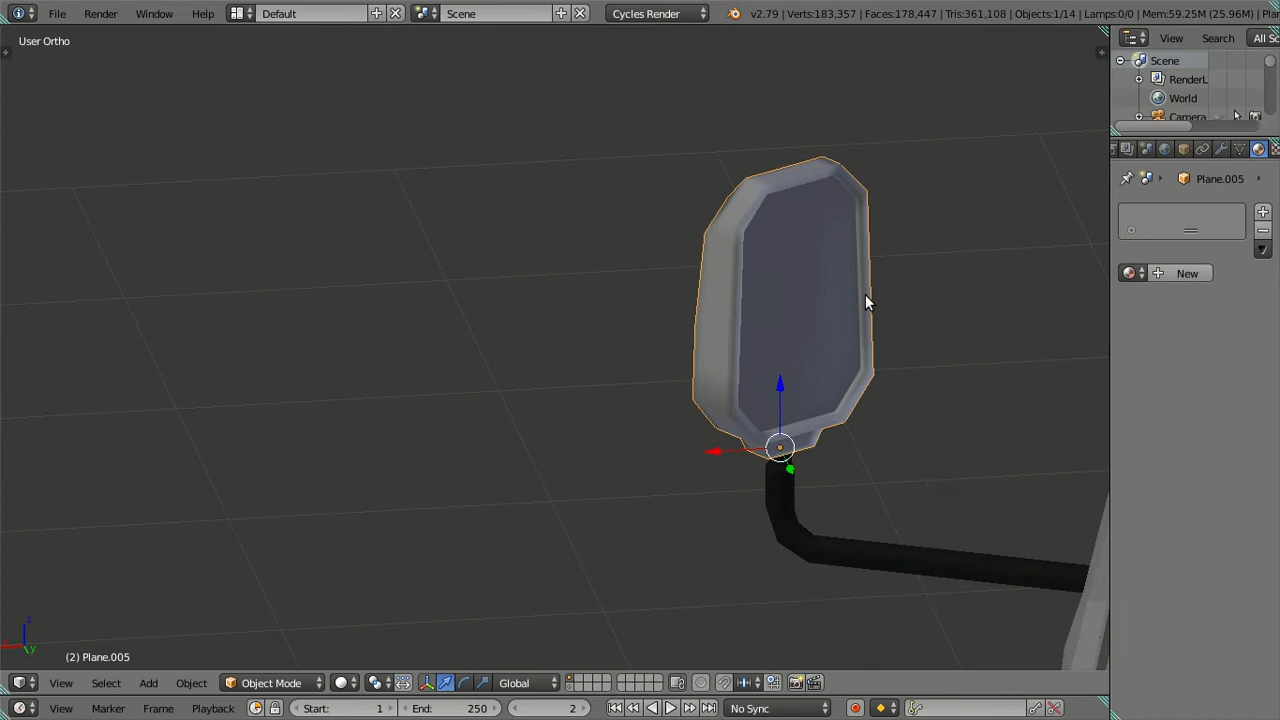 File Render Window Help Default Scene Cycles Render v2.79 | Verts:183,357 | Faces:178,447 | Tris:361,108 | Objects:1/14 | Lamps:0/0 | Mem:59.25M (25.96M) | Pla
User Ortho
View Search All Sc
Scene
RenderL
World
Camera
Plane.005
New
z
x y
(2) Plane.005
View Select Add Object Object Mode Global
View Marker Frame Playback Start: 1 End: 250 2 No Sync